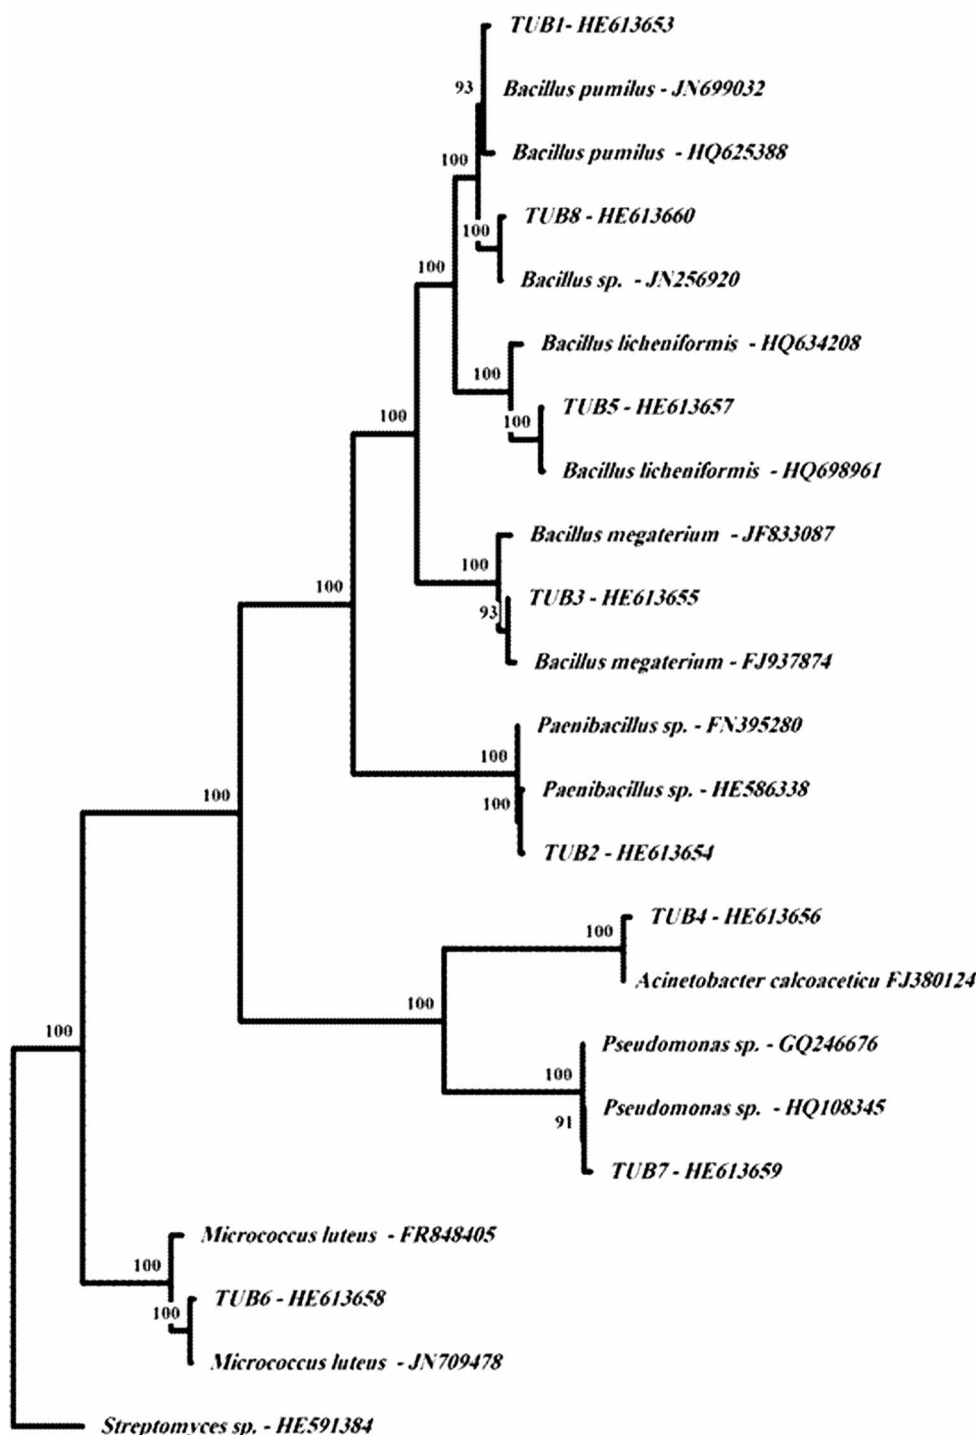 TUB1- HE613653
93
Bacillus pumilus - JN699032
100
Bacillus pumilus - HQ625388
TUB8 - HE613660
100
Bacillus sp. - JN256920
100
Bacillus licheniformis - HQ634208
100
TUB5 - HE613657
100
100
Bacillus licheniformis - HQ698961
Bacillus megaterium - JF833087
100
100
TUB3 - HE613655
93
Bacillus megaterium - FJ937874
Paenibacillus sp. - FN395280
100
Paenibacillus sp. - HE586338
100
100
TUB2 - HE613654
TUB4 - HE613656
100
Acinetobacter calcoaceticu FJ380124
100
100
Pseudomonas sp. - GQ246676
100
Pseudomonas sp. - HQ108345
91
TUB7 - HE613659
Micrococcus luteus - FR848405
100
TUB6 - HE613658
100
Micrococcus luteus - JN709478
Streptomyces sp. - HE591384